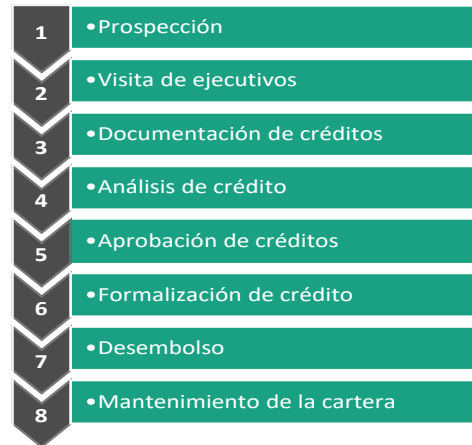 1 •Prospección
2 •Visita de ejecutivos
3 •Documentación de créditos
4 •Análisis de crédito
5 •Aprobación de créditos
6 •Formalización de crédito
7 •Desembolso
8 •Mantenimiento de la cartera